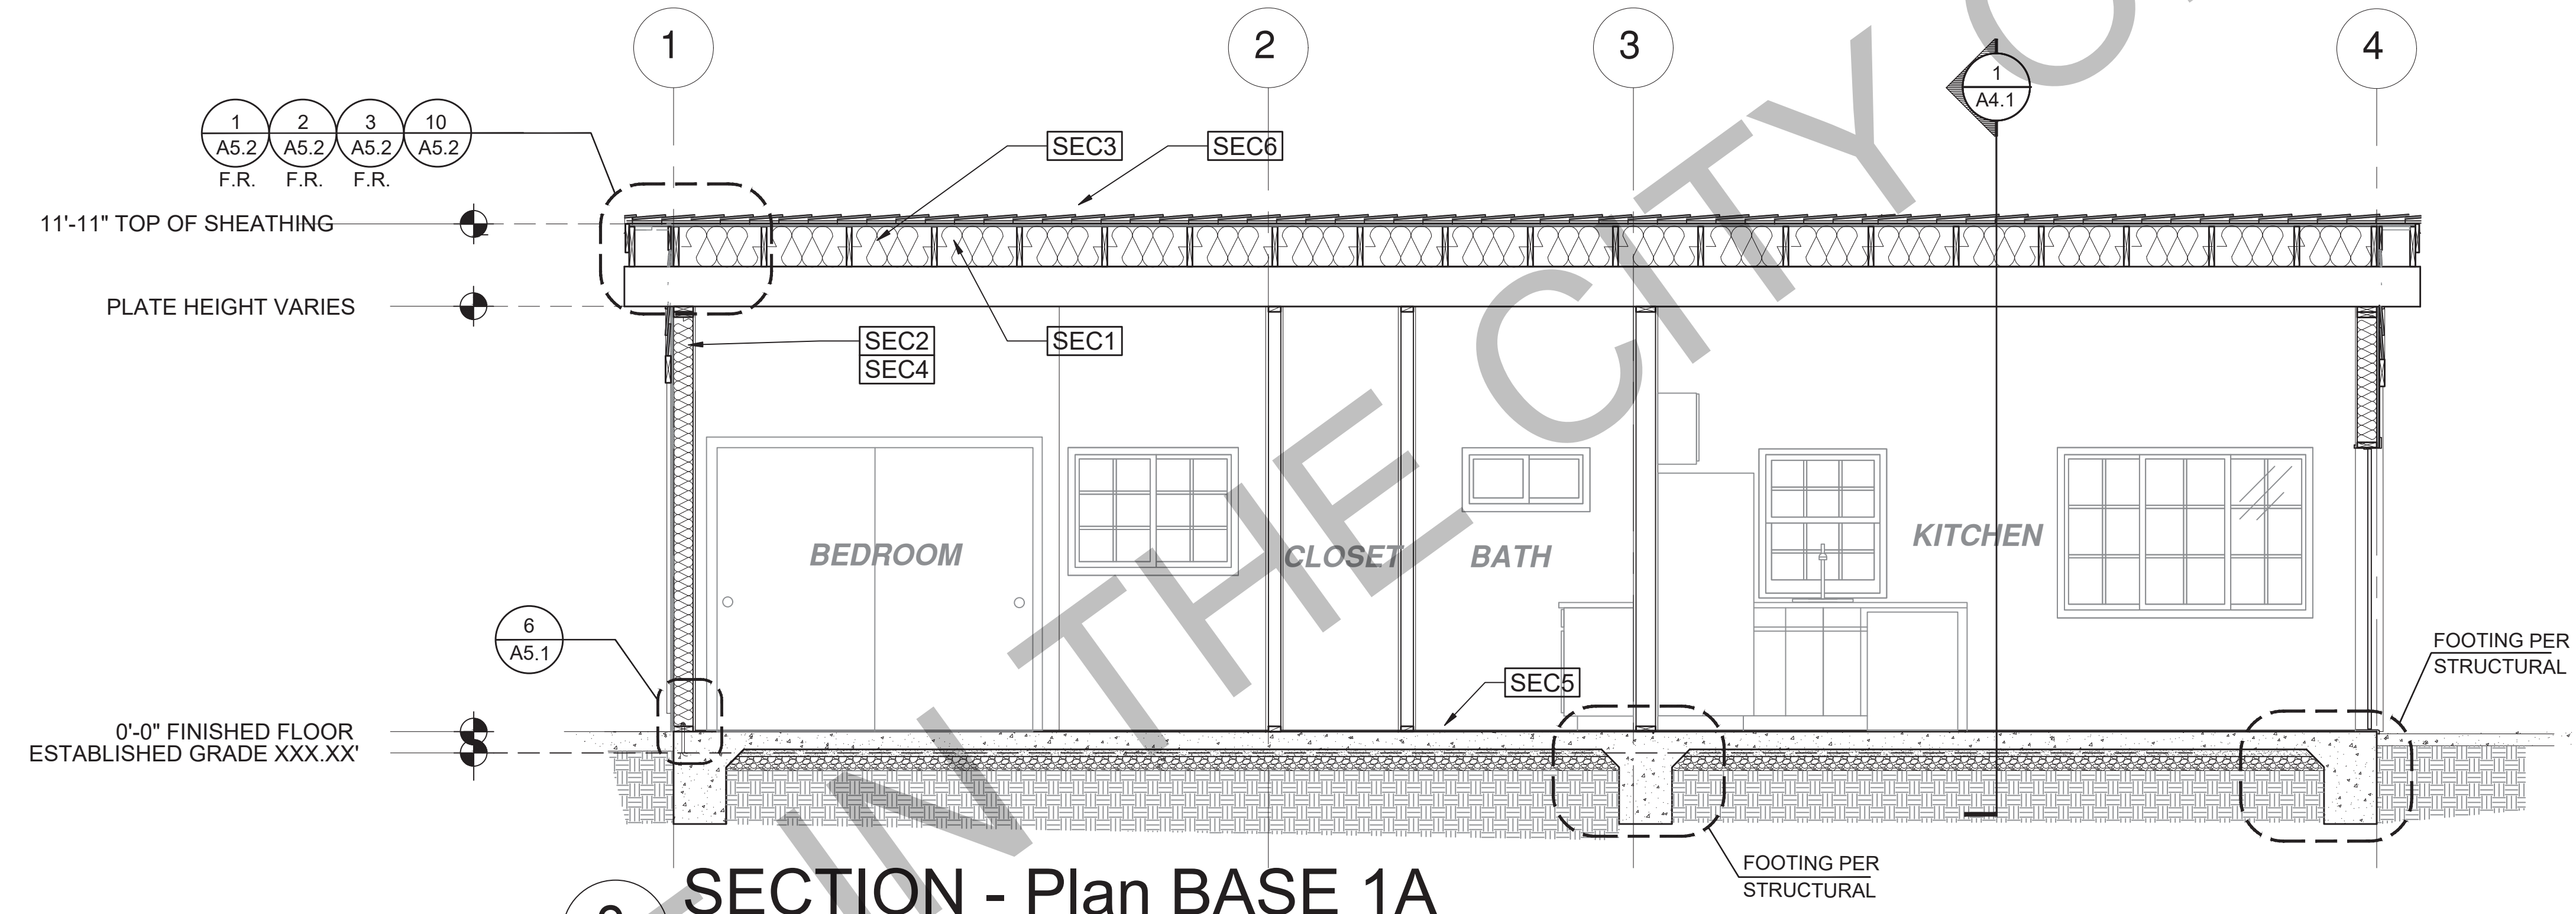 1
2
3
4
1
A4.1
1
A5.2
F.R.
2
A5.2
F.R.
3
A5.2
F.R.
10
A5.2
SEC3
SEC6
11'-11" TOP OF SHEATHING
PLATE HEIGHT VARIES
SEC2
SEC4
SEC1
BEDROOM
CLOSET
BATH
KITCHEN
6
A5.1
SEC5
FOOTING PER
STRUCTURAL
0'-0" FINISHED FLOOR
ESTABLISHED GRADE XXX.XX'
FOOTING PER
STRUCTURAL
SECTION - Plan BASE 1A
IN THE CITY O